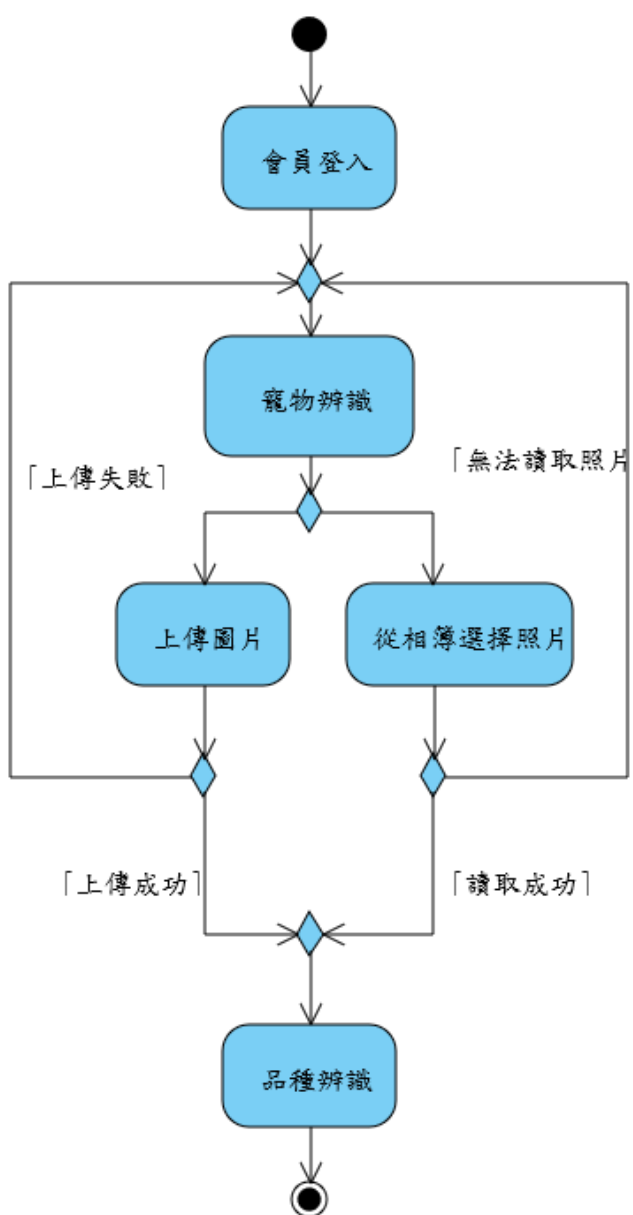 會員登入
寵物辨識
「上傳失敗」
「無法讀取照片
上傳圖片
從相簿選擇照片
「上傳成功」
「讀取成功」
品種辨識